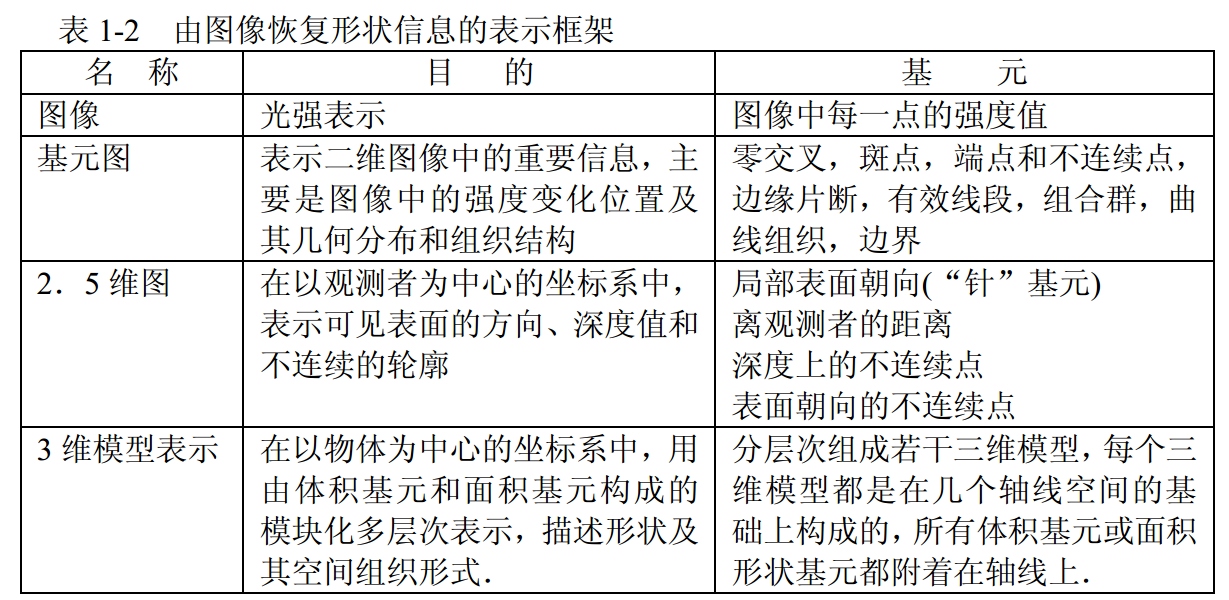 表 1-2 由图像恢复形状信息的表示框架
名 称 目 的 基 元
图像 光强表示 图像中每一点的强度值
基元图 表示二维图像中的重要信息，主
要是图像中的强度变化位置及
其几何分布和组织结构
零交叉，斑点，端点和不连续点，
边缘片断，有效线段，组合群，曲
线组织，边界
2．5 维图 在以观测者为中心的坐标系中，
表示可见表面的方向、深度值和
不连续的轮廓
局部表面朝向(“针”基元)
离观测者的距离
深度上的不连续点
表面朝向的不连续点
3 维模型表示 在以物体为中心的坐标系中，用
由体积基元和面积基元构成的
模块化多层次表示，描述形状及
其空间组织形式．
分层次组成若干三维模型，每个三
维模型都是在几个轴线空间的基
础上构成的，所有体积基元或面积
形状基元都附着在轴线上．